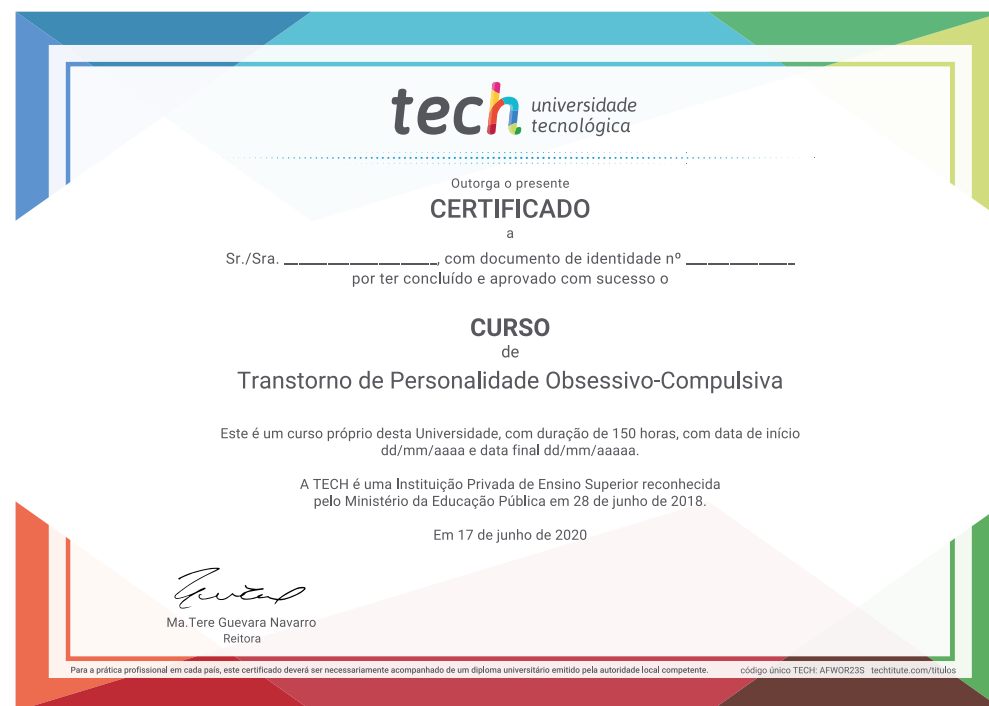 tech universidade
tecnológica
Outorga o presente
CERTIFICADO
a
Sr./Sra. ____________________, com documento de identidade nº ______________
por ter concluído e aprovado com sucesso o
CURSO
de
Transtorno de Personalidade Obsessivo-Compulsiva
Este é um curso próprio desta Universidade, com duração de 150 horas, com data de início
dd/mm/aaaa e data final dd/mm/aaaaa.
A TECH é uma Instituição Privada de Ensino Superior reconhecida
pelo Ministério da Educação Pública em 28 de junho de 2018.
Em 17 de junho de 2020
Ma.Tere Guevara Navarro
Reitora
Para a prática profissional em cada país, este certificado deverá ser necessariamente acompanhado de um diploma universitário emitido pela autoridade local competente.
código único TECH: AFWOR23S techtitute.com/titulos